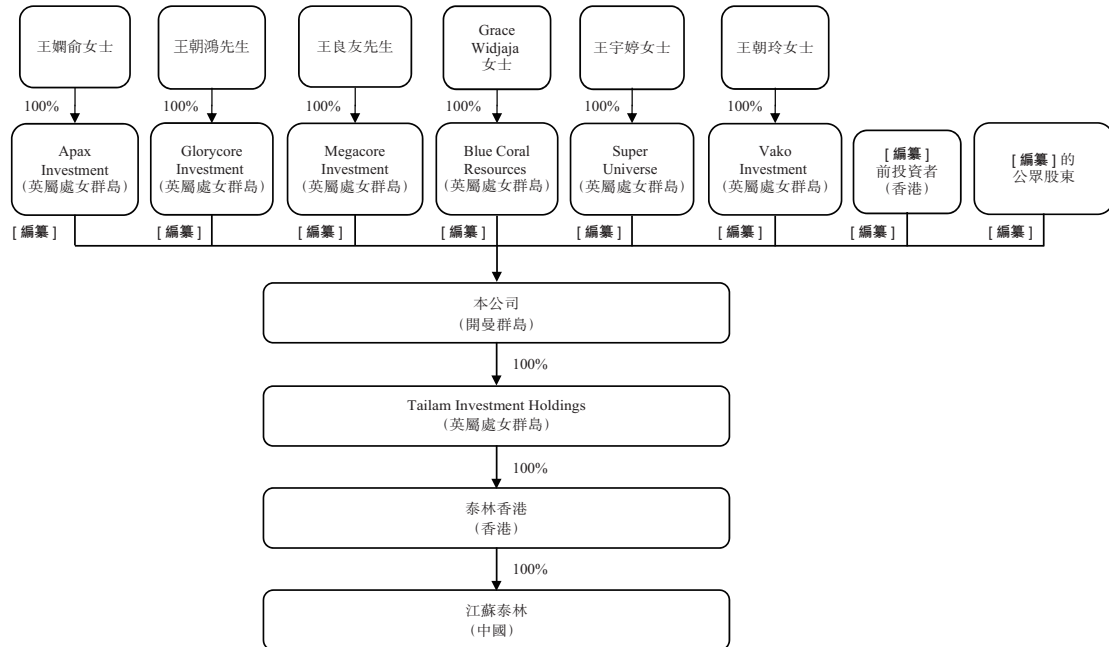 王嫻俞女士
王朝鴻先生
王良友先生
Grace
Widjaja
女士
王宇婷女士
王朝玲女士
100%
100%
100%
100%
100%
100%
Apax
Investment
(英屬處女群島)
Glorycore
Investment
(英屬處女群島)
Megacore
Investment
(英屬處女群島)
Blue Coral
Resources
(英屬處女群島)
Super
Universe
(英屬處女群島)
Vako
Investment
(英屬處女群島)
[編纂]
前投資者
(香港)
[編纂]的
公眾股東
[編纂]
[編纂]
[編纂]
[編纂]
[編纂]
[編纂]
[編纂]
[編纂]
本公司
(開曼群島)
100%
Tailam Investment Holdings
(英屬處女群島)
100%
泰林香港
(香港)
100%
江蘇泰林
(中國)